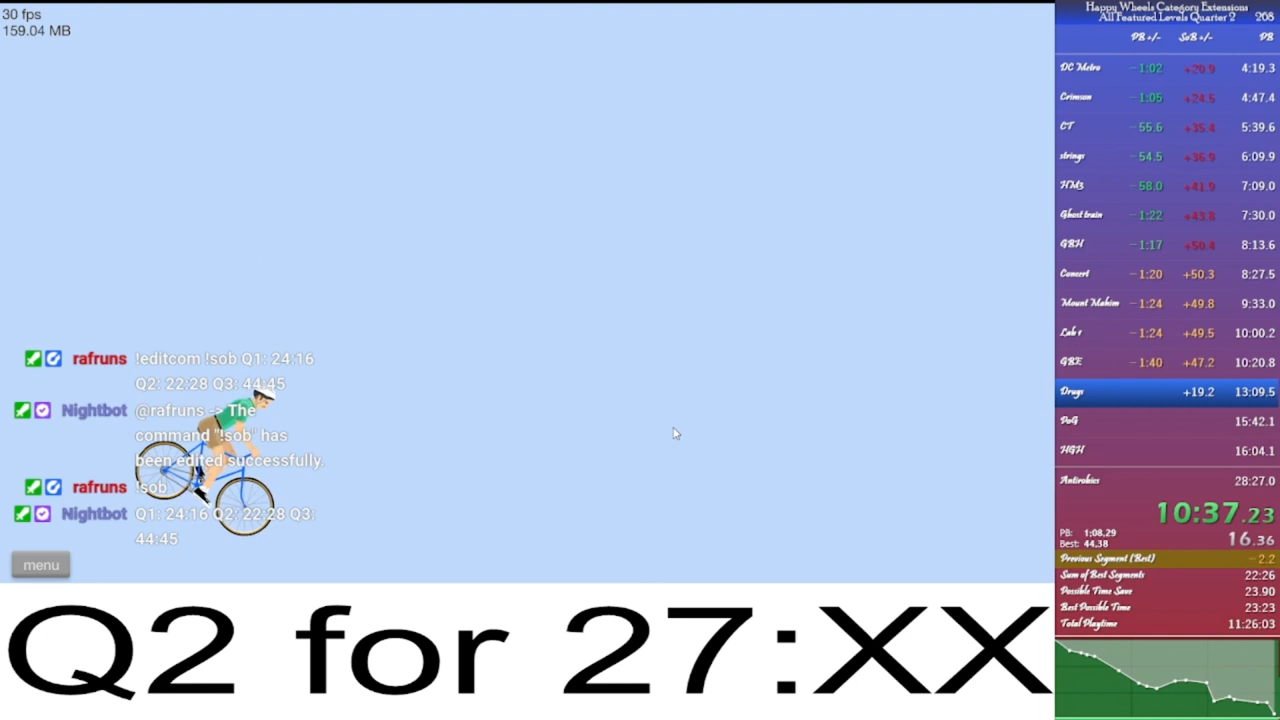 30 fps
159.04 MB
rafruns !editcom !sob Q1: 24:16
Q2: 22:28 Q3: 44:45
Nightbot @rafruns -> The
command "!sob" has
been edited successfully.
rafruns !sob
Nightbot Q1: 24:16 Q2: 22:28 Q3:
44:45
menu
Q2 for 27:XX
Happy Wheels Category Extensions
All Featured Levels Quarter 2 208
PB +/- SoB +/- PB
DC Metro −1:02 +20.9 4:19.3
Crimson −1:05 +24.5 4:47.4
CT −55.6 +35.4 5:39.6
strings −54.5 +36.9 6:09.9
HM3 −58.0 +41.9 7:09.0
Ghost train −1:22 +43.8 7:30.0
GBH −1:17 +50.4 8:13.6
Concert −1:20 +50.3 8:27.5
Mount Mahim −1:24 +49.8 9:33.0
Lab 1 −1:24 +49.5 10:00.2
GBE −1:40 +47.2 10:20.8
Drugs +19.2 13:09.5
PoG 15:42.1
HGH 16:04.1
Antirobics 28:27.0
10:37.23
PB: 1:08.29
Best: 44.38
16.36
Previous Segment (Best) −2.2
Sum of Best Segments 22:26
Possible Time Save 23.90
Best Possible Time 23:23
Total Playtime 11:26:03